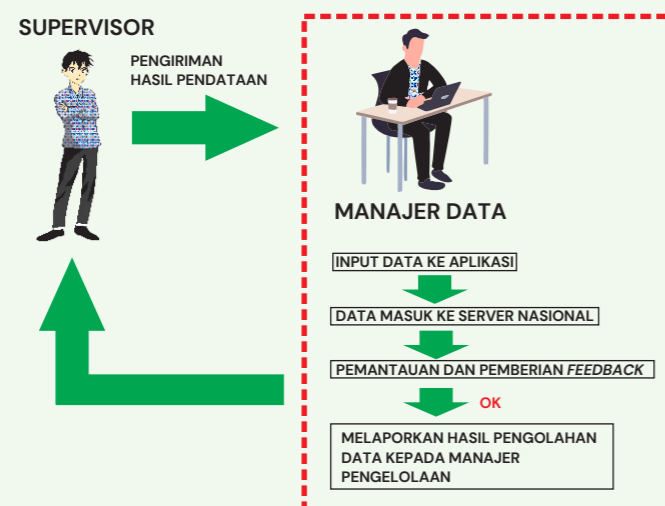 SUPERVISOR
PENGIRIMAN
HASIL PENDATAAN
MANAJER DATA
INPUT DATA KE APLIKASI
DATA MASUK KE SERVER NASIONAL
PEMANTAUAN DAN PEMBERIAN FEEDBACK
OK
MELAPORKAN HASIL PENGOLAHAN
DATA KEPADA MANAJER
PENGELOLAAN